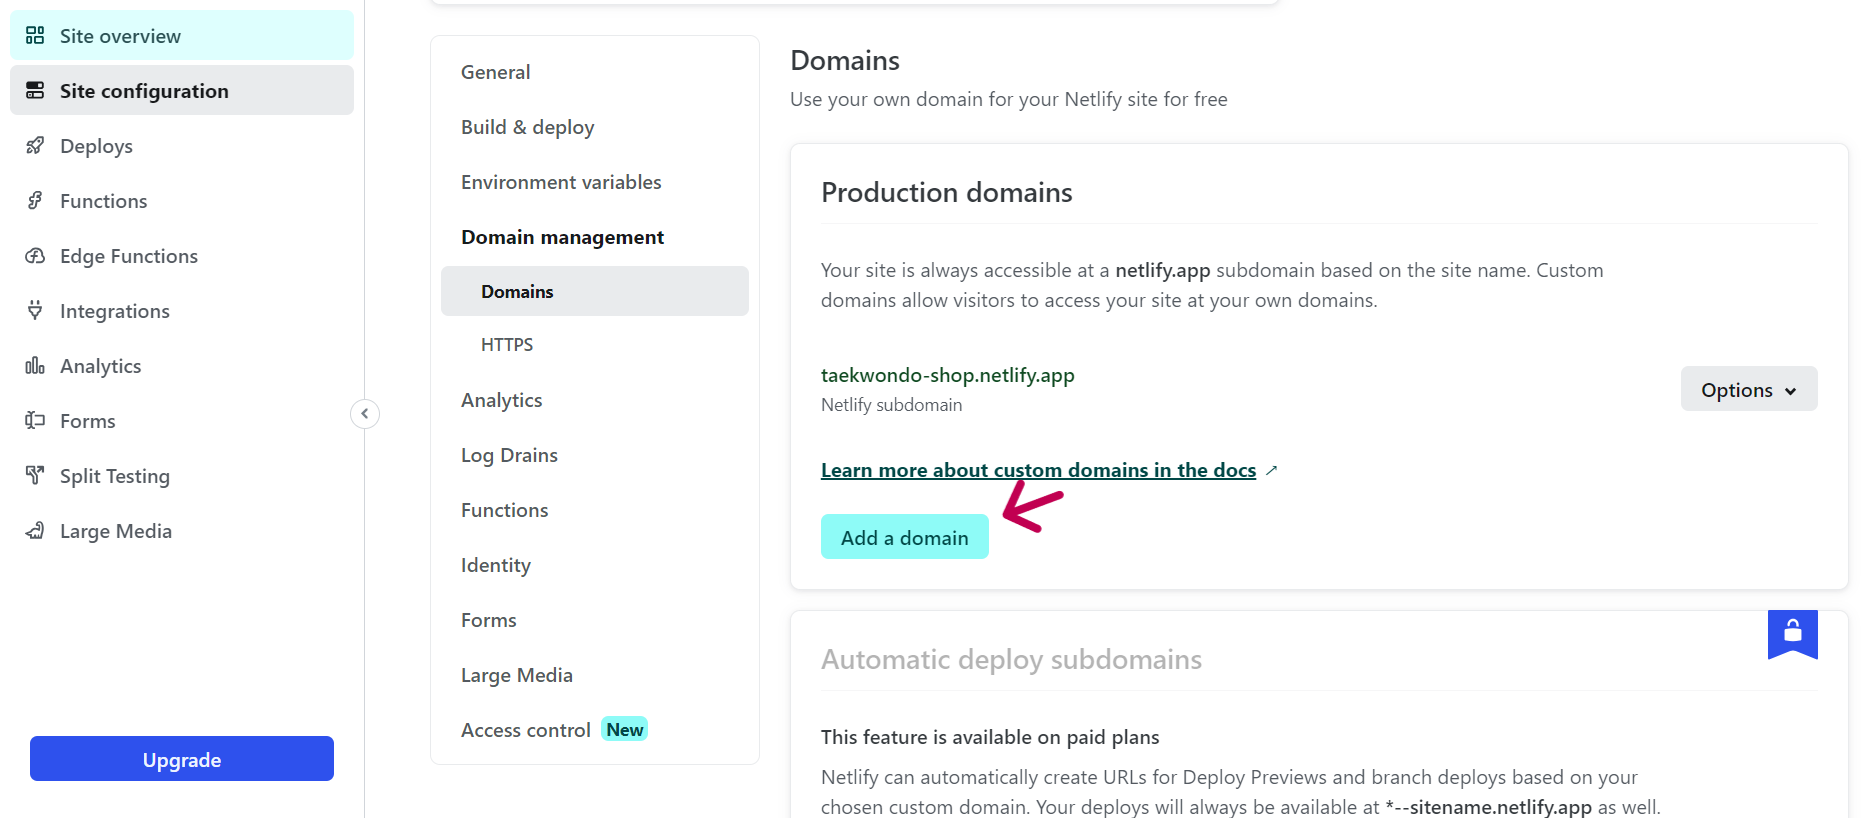 Site overview
Site configuration
Deploys
Functions
Edge Functions
Integrations
Analytics
Forms
Split Testing
Large Media
Upgrade
General
Build & deploy
Environment variables
Domain management
Domains
HTTPS
Analytics
Log Drains
Functions
Identity
Forms
Large Media
Access control New
Domains
Use your own domain for your Netlify site for free
Production domains
Your site is always accessible at a netlify.app subdomain based on the site name. Custom
domains allow visitors to access your site at your own domains.
taekwondo-shop.netlify.app
Netlify subdomain
Options
Learn more about custom domains in the docs
Add a domain
Automatic deploy subdomains
This feature is available on paid plans
Netlify can automatically create URLs for Deploy Previews and branch deploys based on your
chosen custom domain. Your deploys will always be available at *--sitename.netlify.app as well.